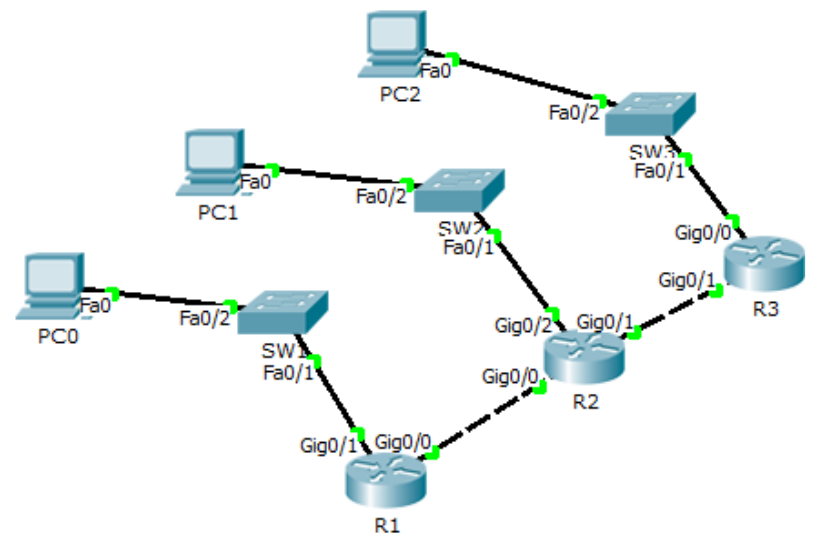 Fa0
PC2
Fa0/2
SW3
Fa0/1
Fa0
PC1
Fa0/2
SW2
Fa0/1
Gig0/0
Gig0/1
R3
Fa0
PC0
Fa0/2
SW1
Fa0/1
Gig0/2
Gig0/1
Gig0/0
R2
Gig0/1
Gig0/0
R1